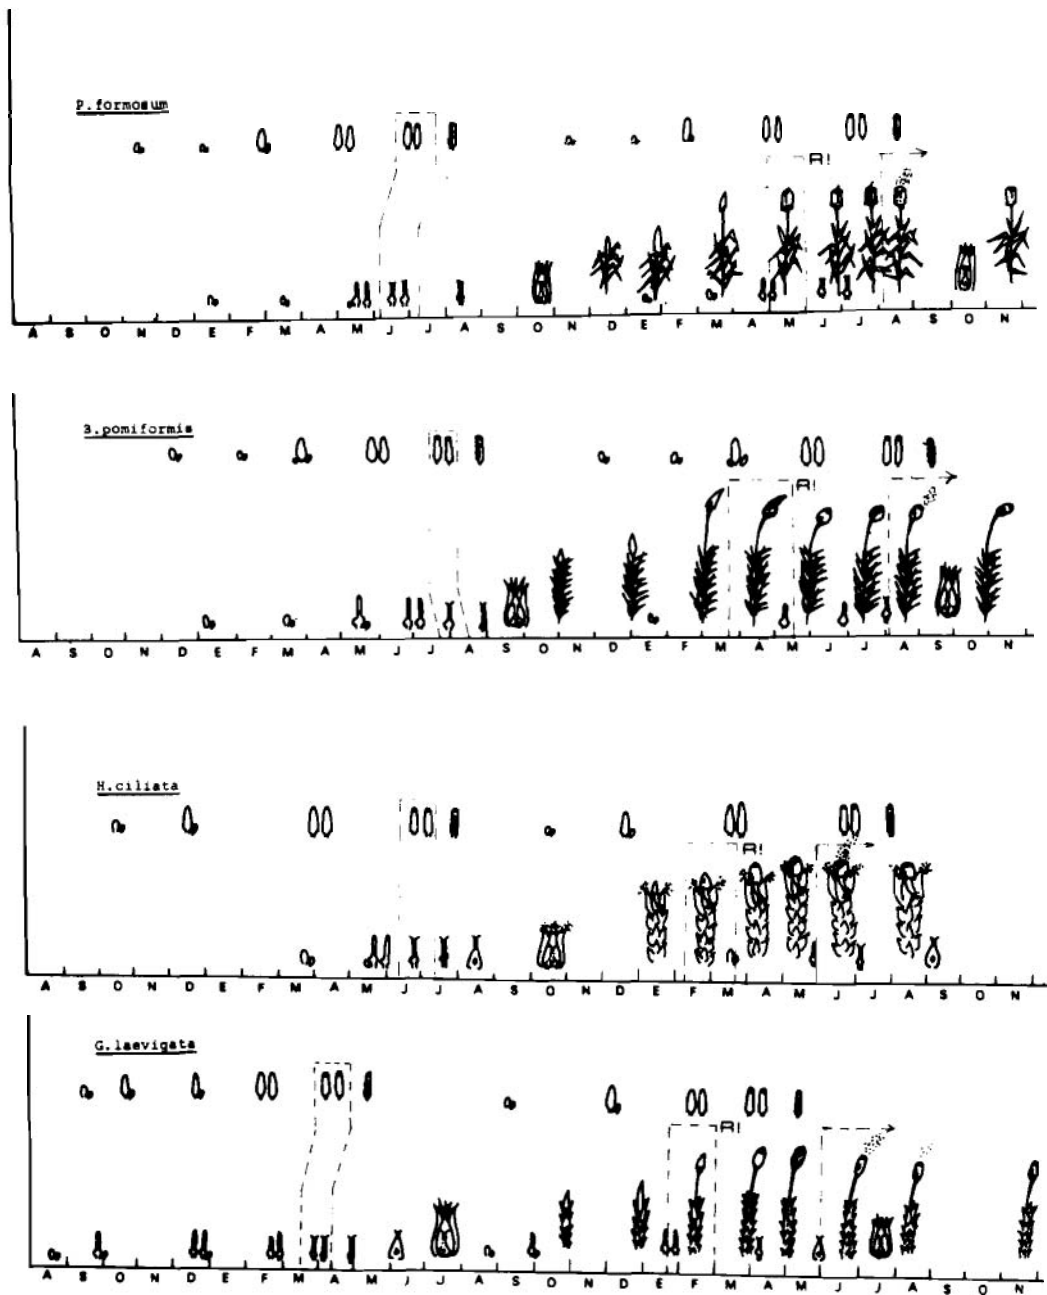 P.formosum
R!
A S O N D E F M A M J J A S O N D E F M A M J J A S O N
B.pomiformis
R!
A S O N D E F M A M J J A S O N D E F M A M J J A S O N
H.ciliata
R!
A S O N D E F M A M J J A S O N D E F M A M J J A S O N
G.laevigata
R!
A S O N D E F M A M J J A S O N D E F M A M J J A S O N